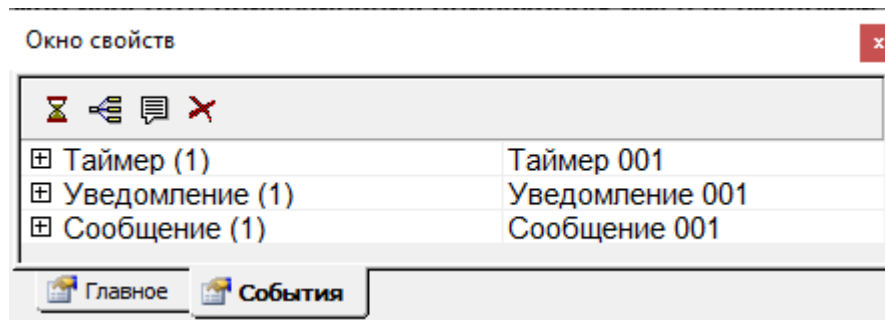 Окно свойств
Таймер (1) Таймер 001
Уведомление (1) Уведомление 001
Сообщение (1) Сообщение 001
Главное События